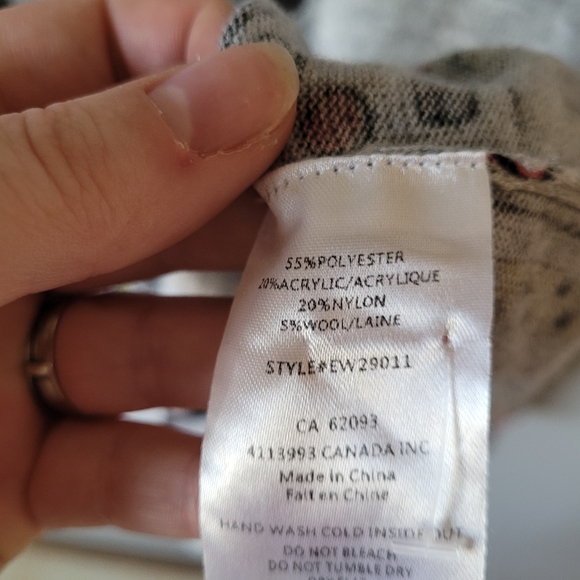 55%POLYESTER
20%ACRYLIC/ACRYLIQUE
20%NYLON
5%WOOL/LAINE
STYLE#EW29011
CA 62093
4113993 CANADA INC
Made in China
Fait en Chine
HAND WASH COLD INSIDE OUT
DO NOT BLEACH
DO NOT TUMBLE DRY